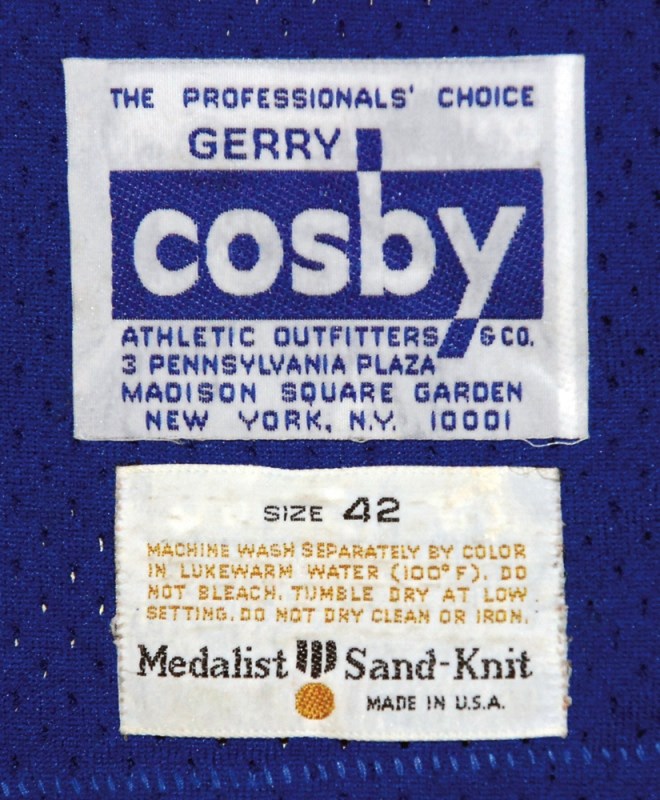 THE PROFESSIONALS' CHOICE
GERRY
cosby
ATHLETIC OUTFITTERS & CO.
3 PENNSYLVANIA PLAZA
MADISON SQUARE GARDEN
NEW YORK, N.Y. 10001
SIZE 42
MACHINE WASH SEPARATELY BY COLOR
IN LUKEWARM WATER (100° F). DO
NOT BLEACH. TUMBLE DRY AT LOW
SETTING. DO NOT DRY CLEAN OR IRON.
Medalist Sand-Knit
MADE IN U.S.A.